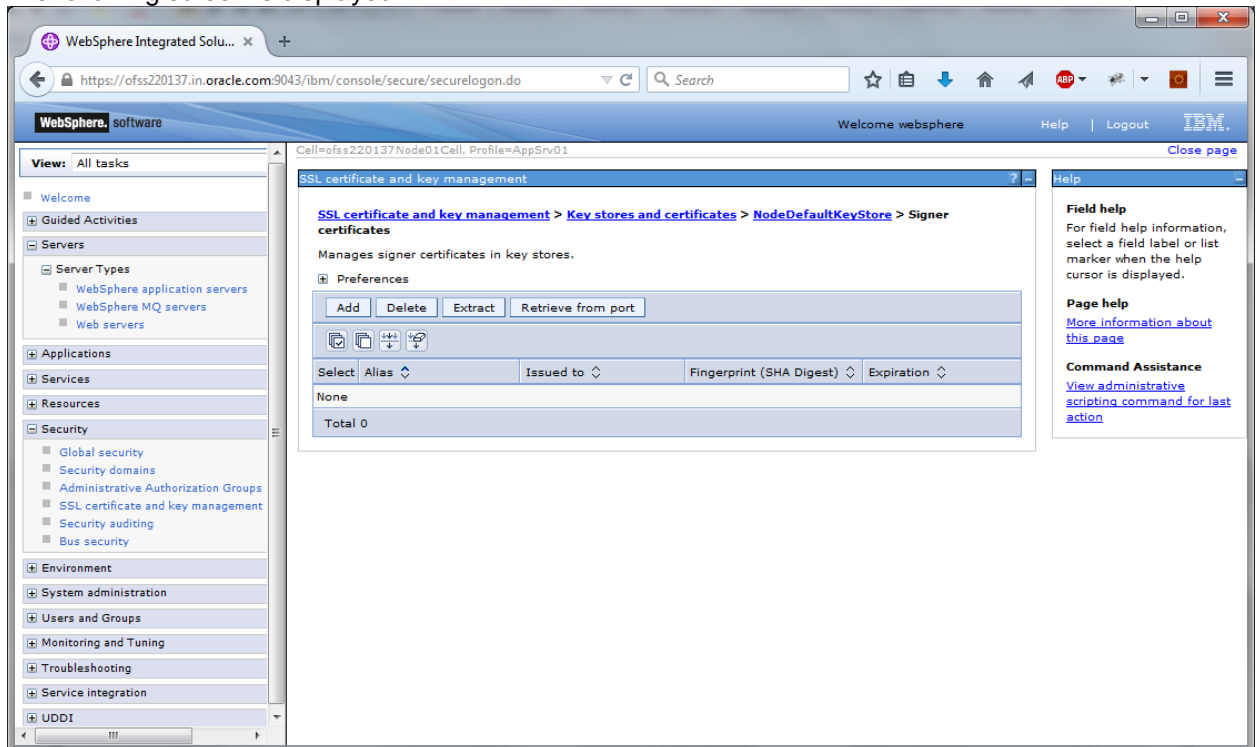 WebSphere Integrated Solu...
https://ofss220137.in.oracle.com:9043/ibm/console/secure/securelogon.do
Search
ABP
WebSphere. software
Welcome websphere
Help | Logout
IBM.
View: All tasks
Welcome
Guided Activities
Servers
Server Types
WebSphere application servers
WebSphere MQ servers
Web servers
Applications
Services
Resources
Security
Global security
Security domains
Administrative Authorization Groups
SSL certificate and key management
Security auditing
Bus security
Environment
System administration
Users and Groups
Monitoring and Tuning
Troubleshooting
Service integration
UDDI
Cell=ofss220137Node01Cell, Profile=AppSrv01
Close page
SSL certificate and key management ? -
SSL certificate and key management > Key stores and certificates > NodeDefaultKeyStore > Signer
certificates
Manages signer certificates in key stores.
Preferences
Add Delete Extract Retrieve from port
Select Alias Issued to Fingerprint (SHA Digest) Expiration
None
Total 0
Help -
Field help
For field help information,
select a field label or list
marker when the help
cursor is displayed.
Page help
More information about
this page
Command Assistance
View administrative
scripting command for last
action